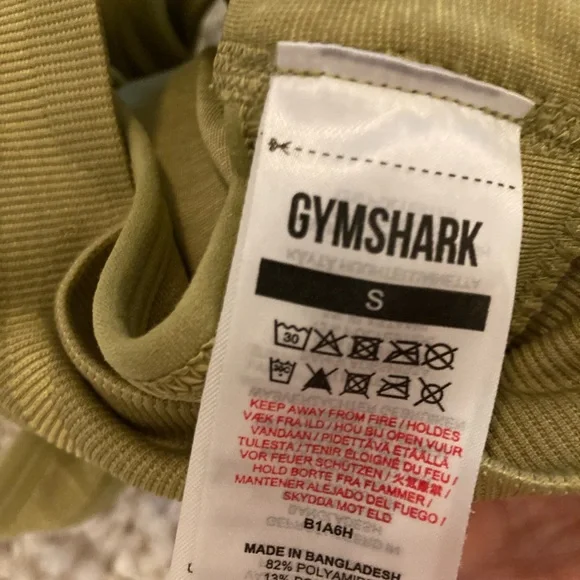 GYMSHARK
S
30
KEEP AWAY FROM FIRE / HOLDES
VÆK FRA ILD / HOU BIJ OPEN VUUR
VANDAAN / PIDETTÄVÄ ETÄÄLLÄ
TULESTA / TENIR ÉLOIGNÉ DU FEU /
VOR FEUER SCHÜTZEN / 火気厳禁 /
HOLD BORTE FRA FLAMMER /
MANTENER ALEJADO DEL FUEGO /
SKYDDA MOT ELD
B1A6H
MADE IN BANGLADESH
82% POLYAMI
13% P